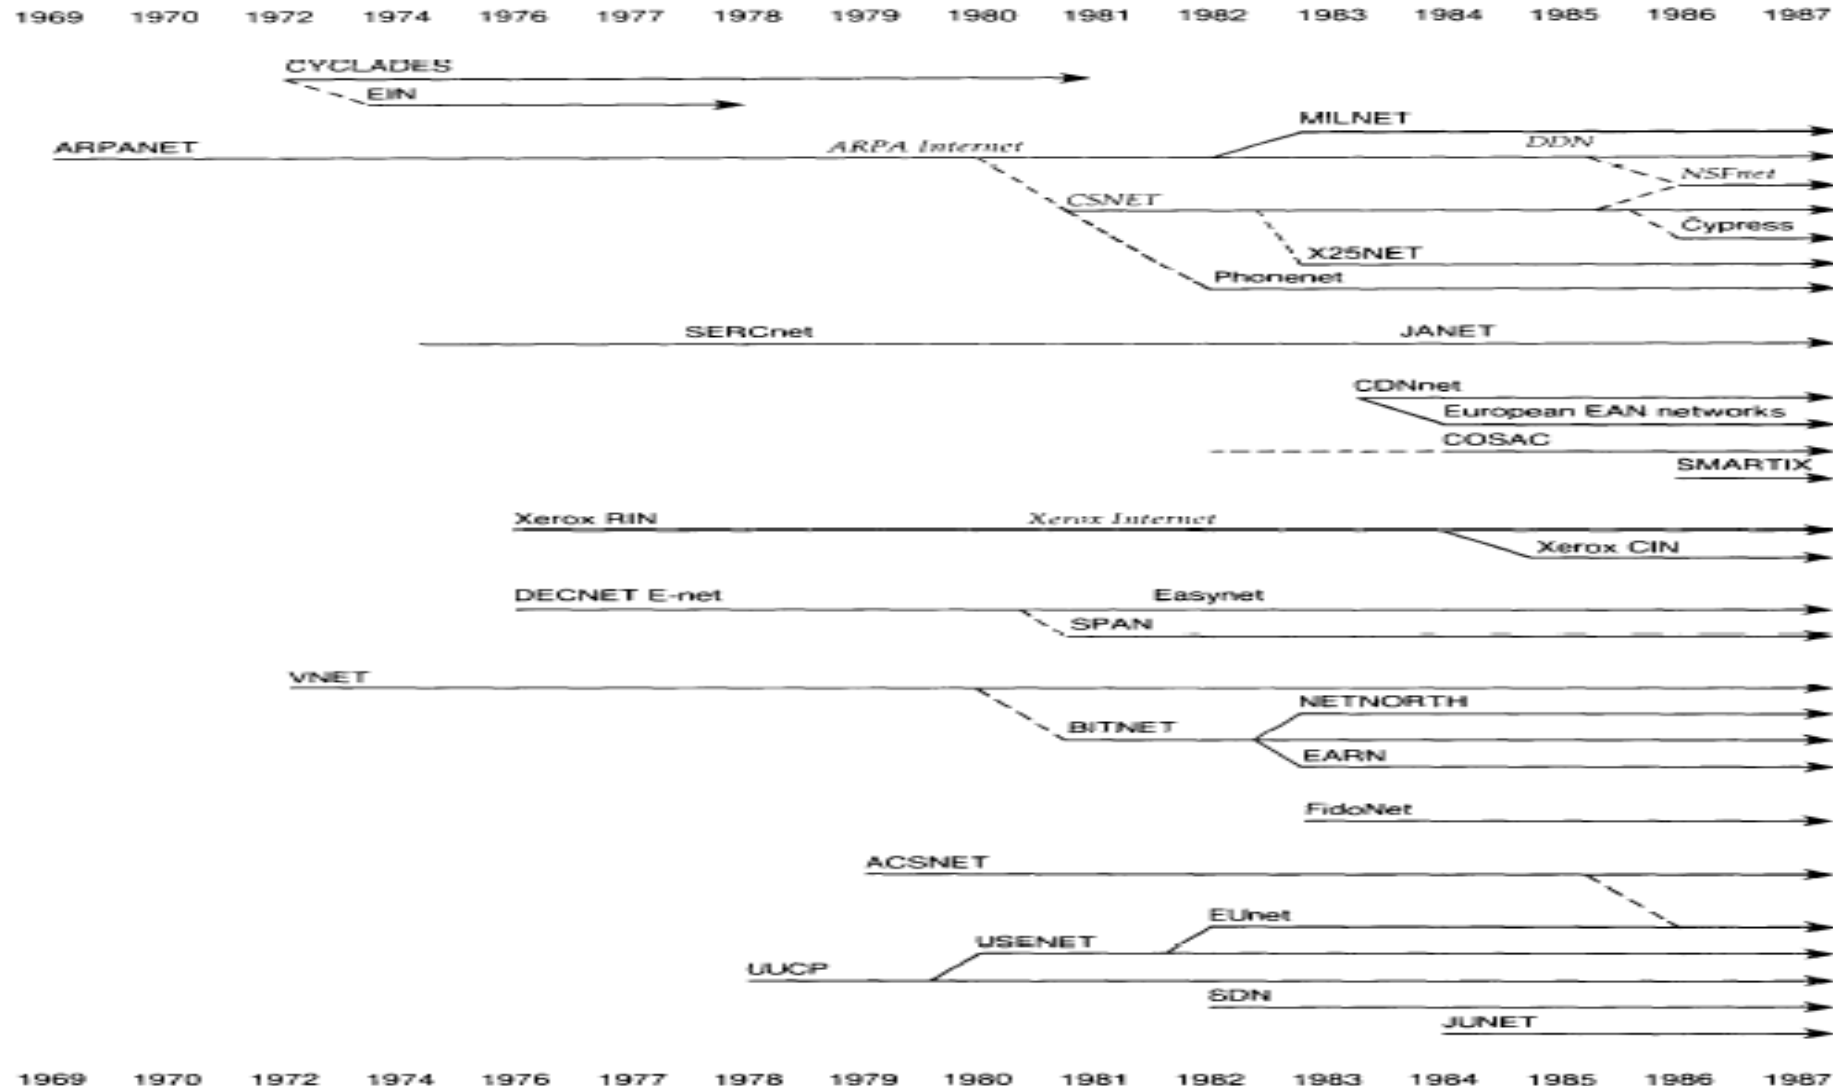 1969 1970 1972 1974 1976 1977 1978 1979 1980 1981 1982 1983 1984 1985 1986 1987
CYCLADES
EIN
MILNET
ARPANET ARPA Internet DDN
NSFnet
CSNET
Cypress
X25NET
Phonenet
SERCnet JANET
CDNnet
European EAN networks
COSAC
SMARTIX
Xerox RIN Xerox Internet
Xerox CIN
DECNET E-net Easynet
SPAN
VNET
NETNORTH
BITNET
EARN
FidoNet
ACSNET
EUnet
USENET
UUCP
SDN
JUNET
1969 1970 1972 1974 1976 1977 1978 1979 1980 1981 1982 1983 1984 1985 1986 1987